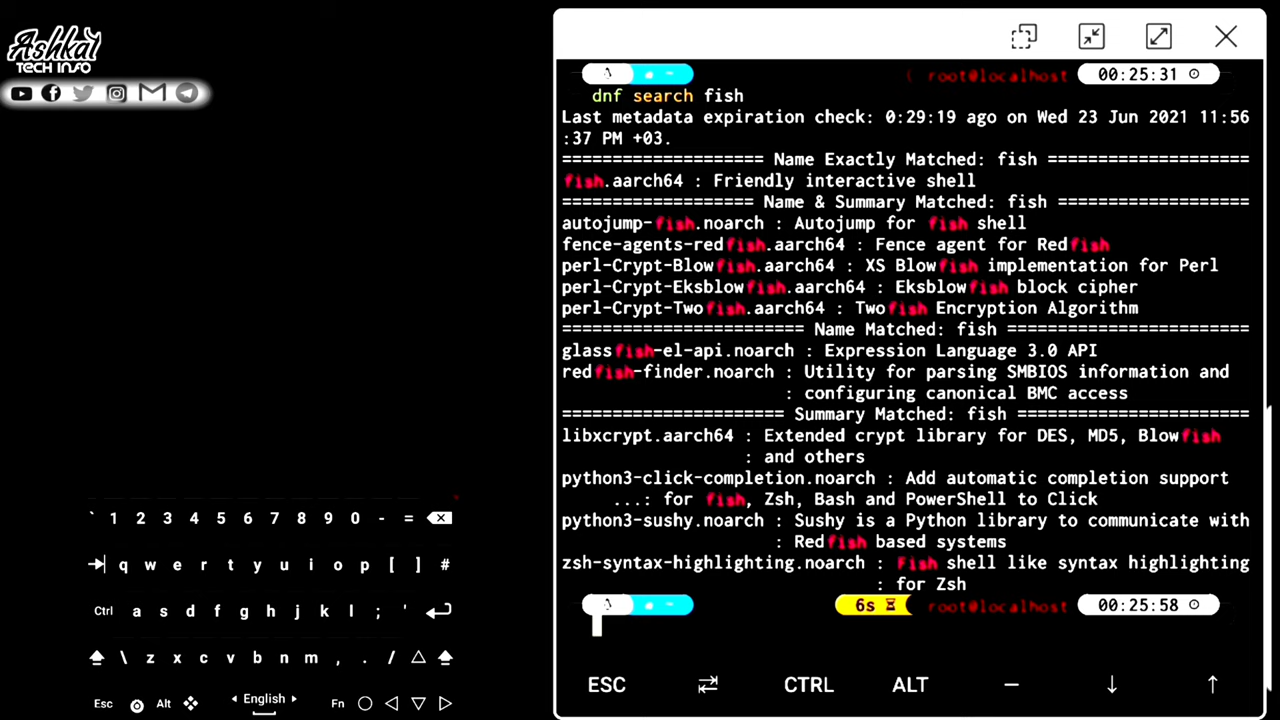 Ashkal
TECH INFO
~ root@localhost 00:25:31
dnf search fish
Last metadata expiration check: 0:29:19 ago on Wed 23 Jun 2021 11:56
:37 PM +03.
==================== Name Exactly Matched: fish =====================
fish.aarch64 : Friendly interactive shell
=================== Name & Summary Matched: fish ===================
autojump-fish.noarch : Autojump for fish shell
fence-agents-redfish.aarch64 : Fence agent for Redfish
perl-Crypt-Blowfish.aarch64 : XS Blowfish implementation for Perl
perl-Crypt-Eksblowfish.aarch64 : Eksblowfish block cipher
perl-Crypt-Twofish.aarch64 : Twofish Encryption Algorithm
======================== Name Matched: fish ========================
glassfish-el-api.noarch : Expression Language 3.0 API
redfish-finder.noarch : Utility for parsing SMBIOS information and
: configuring canonical BMC access
====================== Summary Matched: fish =======================
libxcrypt.aarch64 : Extended crypt library for DES, MD5, Blowfish
: and others
python3-click-completion.noarch : Add automatic completion support
...: for fish, Zsh, Bash and PowerShell to Click
python3-sushy.noarch : Sushy is a Python library to communicate with
: Redfish based systems
zsh-syntax-highlighting.noarch : Fish shell like syntax highlighting
: for Zsh
~ 6s root@localhost 00:25:58
ESC CTRL ALT –
` 1 2 3 4 5 6 7 8 9 0 - =
q w e r t y u i o p [ ] #
Ctrl a s d f g h j k l ; '
\ z x c v b n m , . /
Esc Alt English Fn